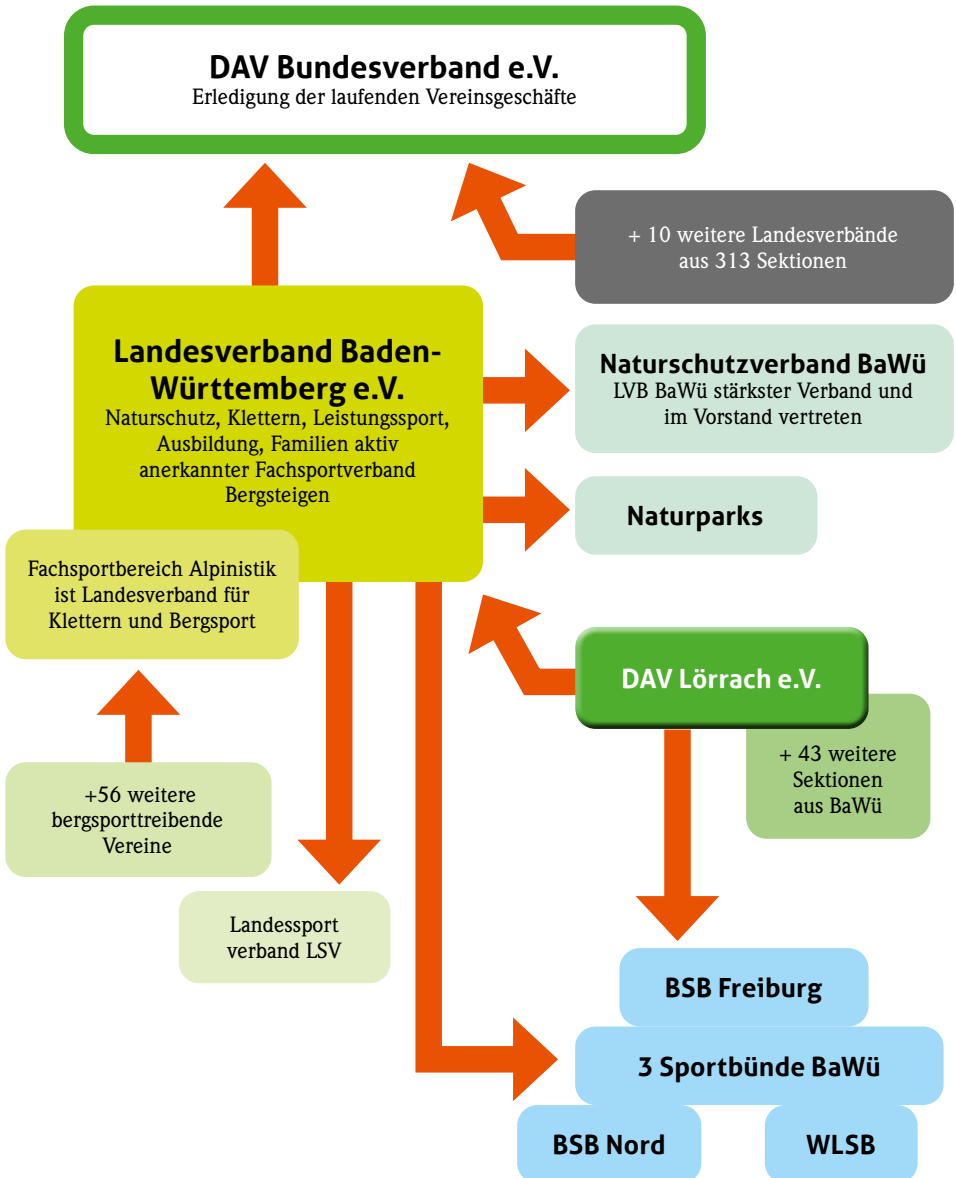 DAV Bundesverband e.V.
Erledigung der laufenden Vereinsgeschäfte
+ 10 weitere Landesverbände
aus 313 Sektionen
Landesverband Baden-
Württemberg e.V.
Naturschutz, Klettern, Leistungssport,
Ausbildung, Familien aktiv
anerkannter Fachsportverband
Bergsteigen
Naturschutzverband BaWü
LVB BaWü stärkster Verband und
im Vorstand vertreten
Naturparks
Fachsportbereich Alpinistik
ist Landesverband für
Klettern und Bergsport
DAV Lörrach e.V.
+ 43 weitere
Sektionen
aus BaWü
+56 weitere
bergsporttreibende
Vereine
Landessport
verband LSV
BSB Freiburg
3 Sportbünde BaWü
BSB Nord
WLSB